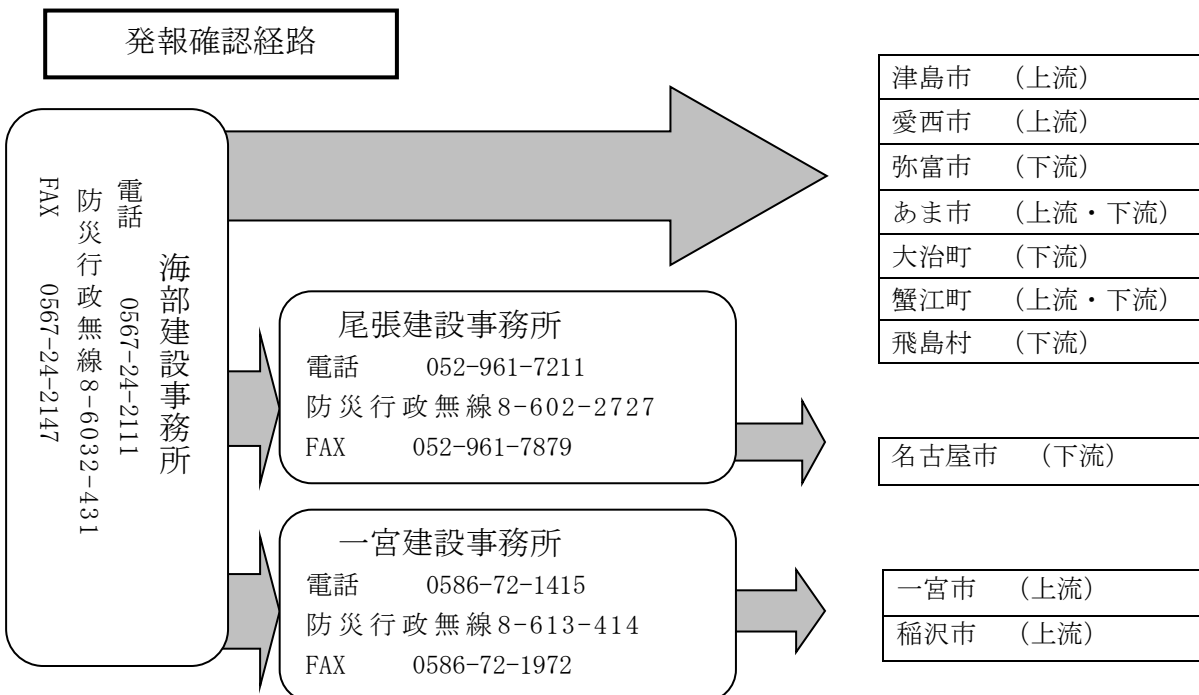 発報確認経路
海部建設事務所
電話 0567-24-2111
防災行政無線8-6032-431
FAX 0567-24-2147
尾張建設事務所
電話 052-961-7211
防災行政無線8-602-2727
FAX 052-961-7879
一宮建設事務所
電話 0586-72-1415
防災行政無線8-613-414
FAX 0586-72-1972
津島市 （上流）
愛西市 （上流）
弥富市 （下流）
あま市 （上流・下流）
大治町 （下流）
蟹江町 （上流・下流）
飛島村 （下流）
名古屋市 （下流）
一宮市 （上流）
稲沢市 （上流）